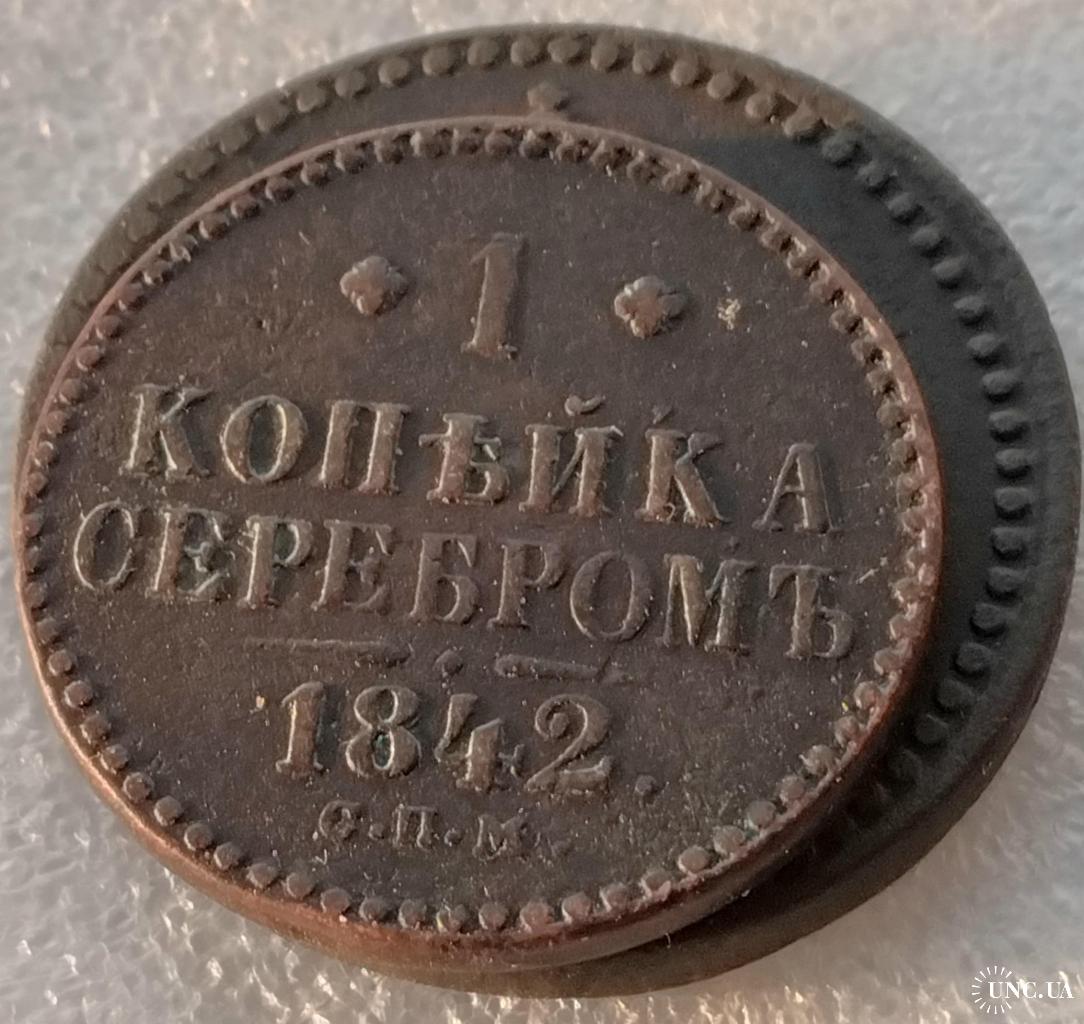 1
КОПѢЙКА
СЕРЕБРОМЪ
1842.
С.П.М.
UNC.UA